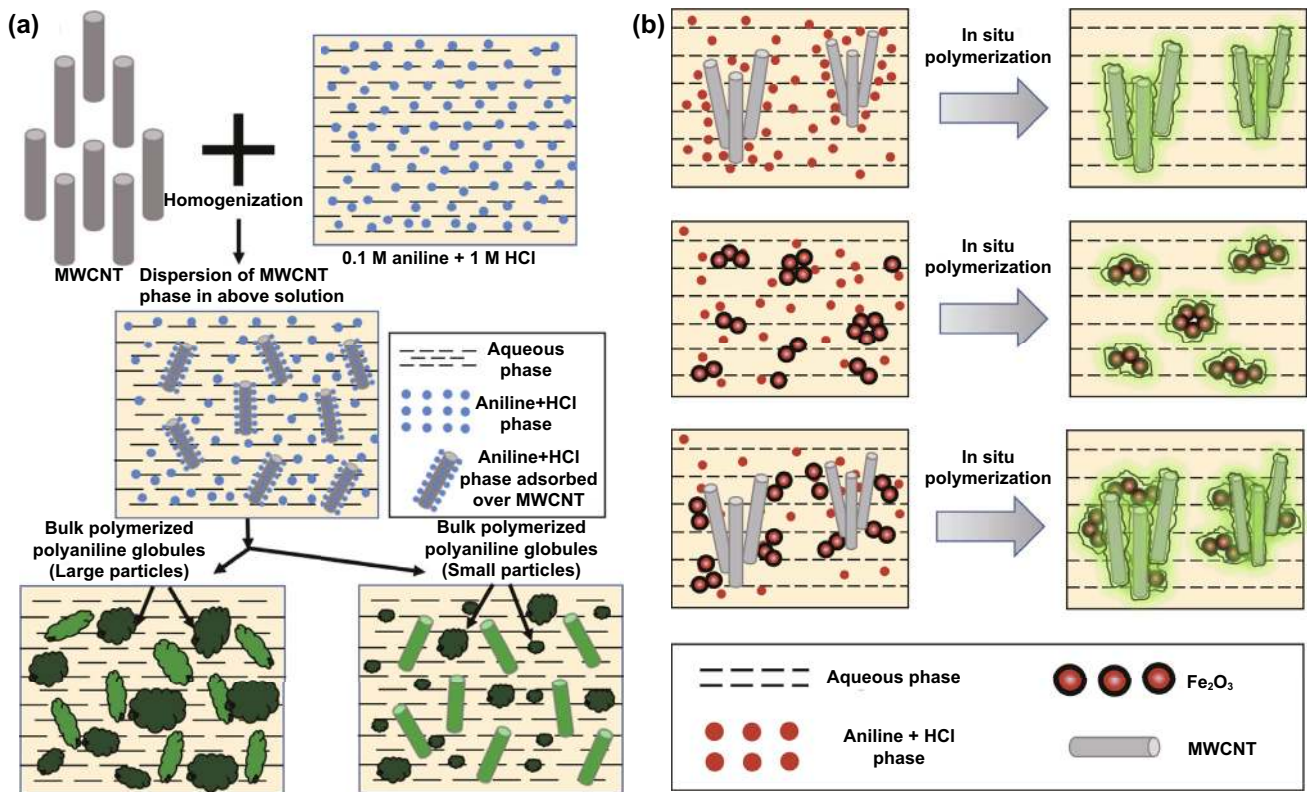 (a)
Homogenization
MWCNT
0.1 M aniline + 1 M HCl
Dispersion of MWCNT
phase in above solution
Aqueous
phase
Aniline+HCl
phase
Aniline+HCl
phase adsorbed
over MWCNT
Bulk polymerized
polyaniline globules
(Large particles)
Bulk polymerized
polyaniline globules
(Small particles)
(b)
In situ
polymerization
In situ
polymerization
In situ
polymerization
Aqueous phase
Fe₂O₃
Aniline + HCl
phase
MWCNT